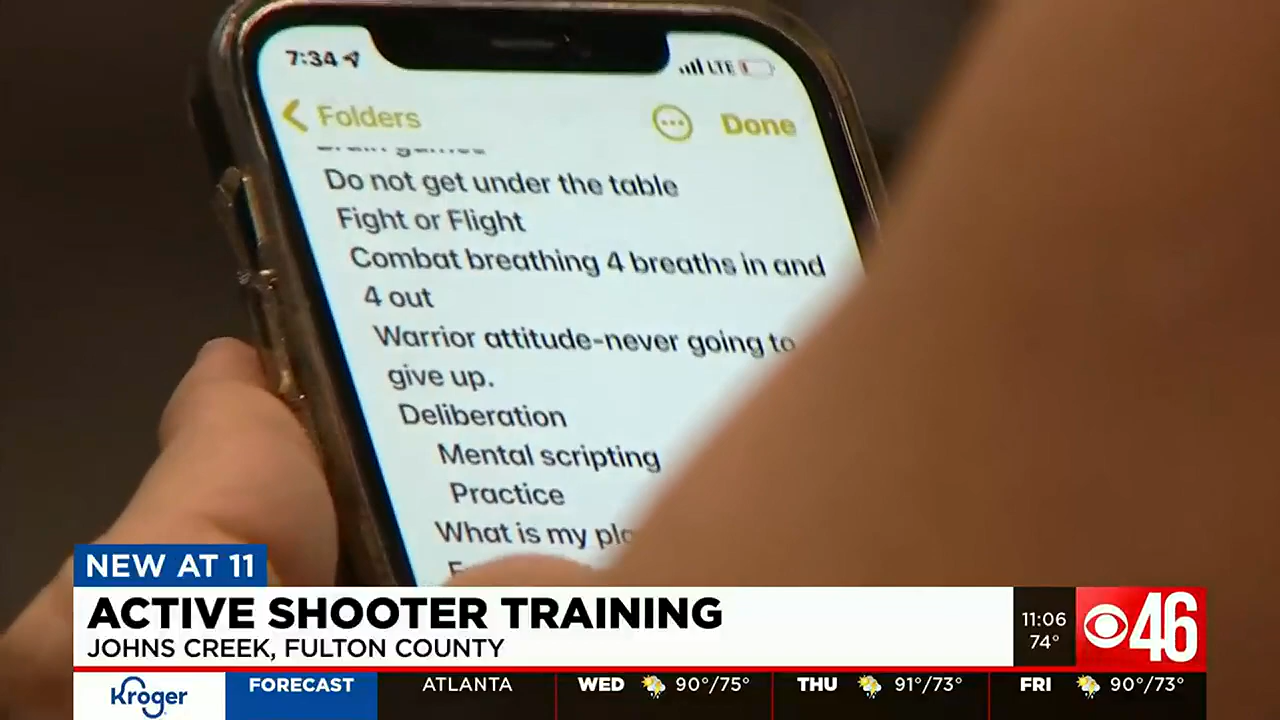 7:34 LTE
Folders Done
Do not get under the table
Fight or Flight
Combat breathing 4 breaths in and
4 out
Warrior attitude-never going to
give up.
Deliberation
Mental scripting
Practice
What is my
NEW AT 11
ACTIVE SHOOTER TRAINING
JOHNS CREEK, FULTON COUNTY
11:06
74°
46
Kroger FORECAST ATLANTA WED 90°/75° THU 91°/73° FRI 90°/73°